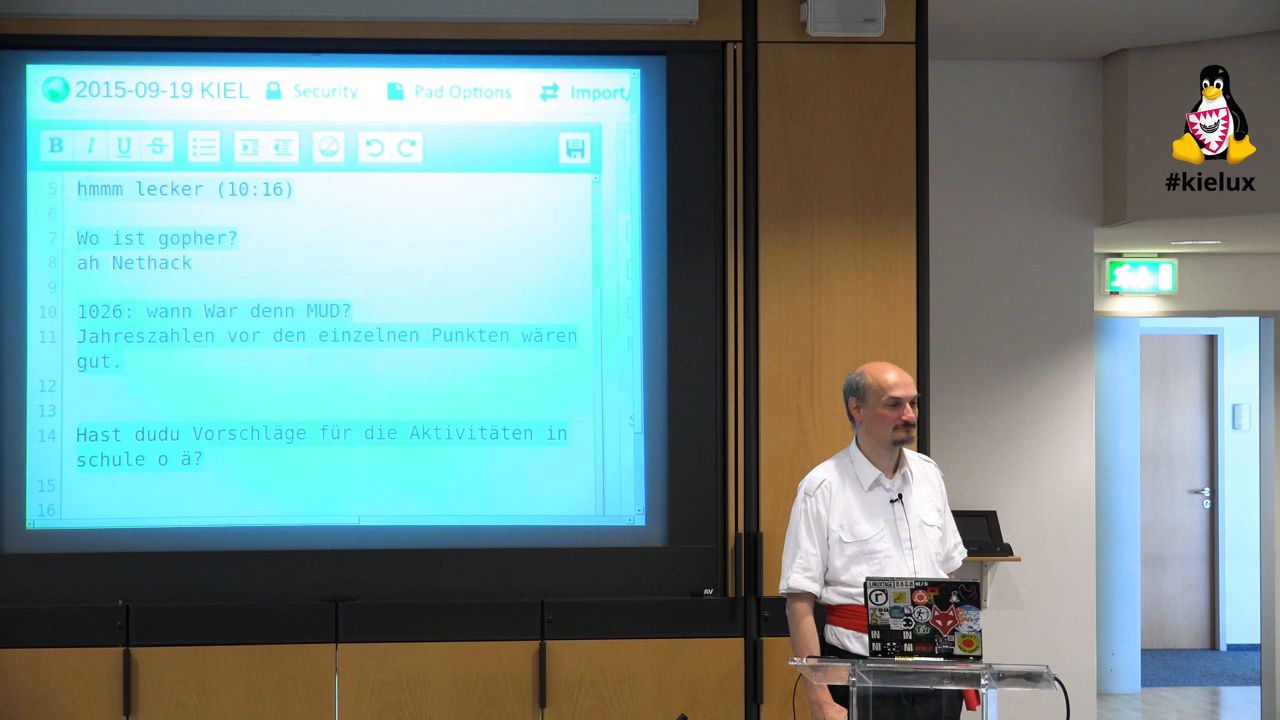 2015-09-19 KIEL Security Pad Options Import/
B I U S
5 hmmm lecker (10:16)
6
7 Wo ist gopher?
8 ah Nethack
9
10 1026: wann War denn MUD?
11 Jahreszahlen vor den einzelnen Punkten wären
gut.
12
13
14 Hast dudu Vorschläge für die Aktivitäten in
schule o ä?
15
16
#kielux
AV